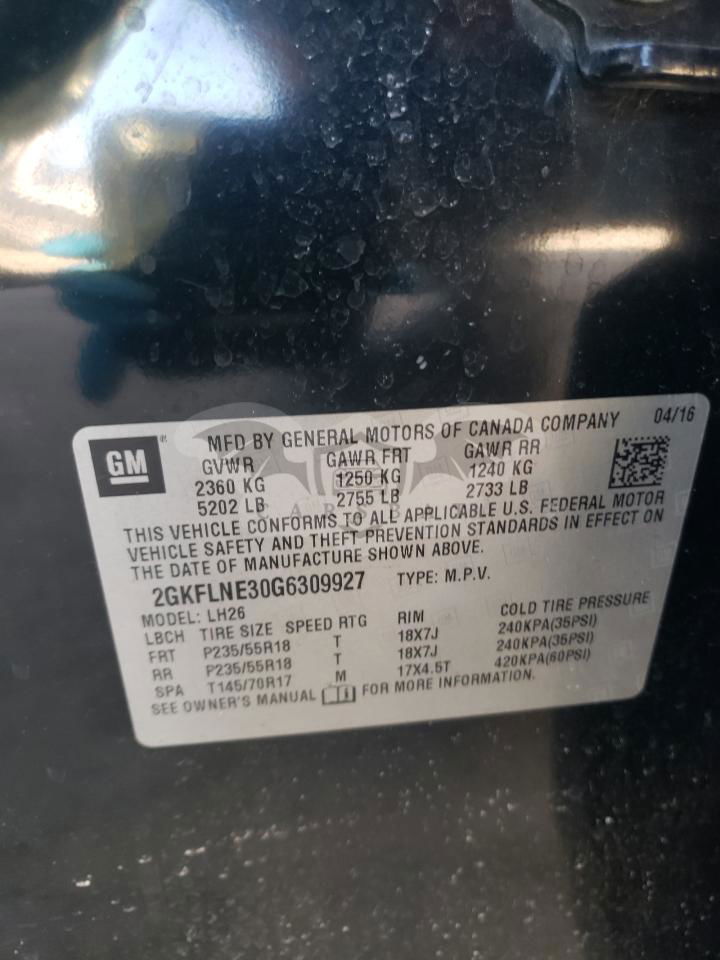 GM
MFD BY GENERAL MOTORS OF CANADA COMPANY 04/16
GVWR GAWR FRT GAWR RR
2360 KG 1250 KG 1240 KG
5202 LB 2755 LB 2733 LB
THIS VEHICLE CONFORMS TO ALL APPLICABLE U.S. FEDERAL MOTOR
VEHICLE SAFETY AND THEFT PREVENTION STANDARDS IN EFFECT ON
THE DATE OF MANUFACTURE SHOWN ABOVE.
2GKFLNE30G6309927 TYPE: M.P.V.
MODEL: LH26
LBCH TIRE SIZE SPEED RTG RIM COLD TIRE PRESSURE
FRT P235/55R18 T 18X7J 240KPA(35PSI)
RR P235/55R18 T 18X7J 240KPA(35PSI)
SPA T145/70R17 M 17X4.5T 420KPA(60PSI)
SEE OWNER'S MANUAL FOR MORE INFORMATION.